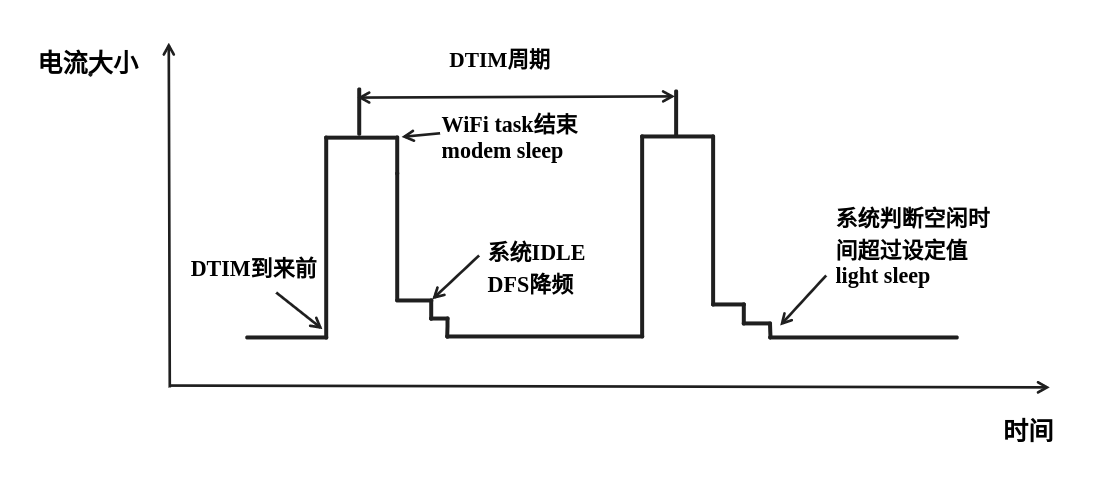 电流大小
DTIM周期
WiFi task结束
modem sleep
系统判断空闲时
间超过设定值
light sleep
系统IDLE
DFS降频
DTIM到来前
时间